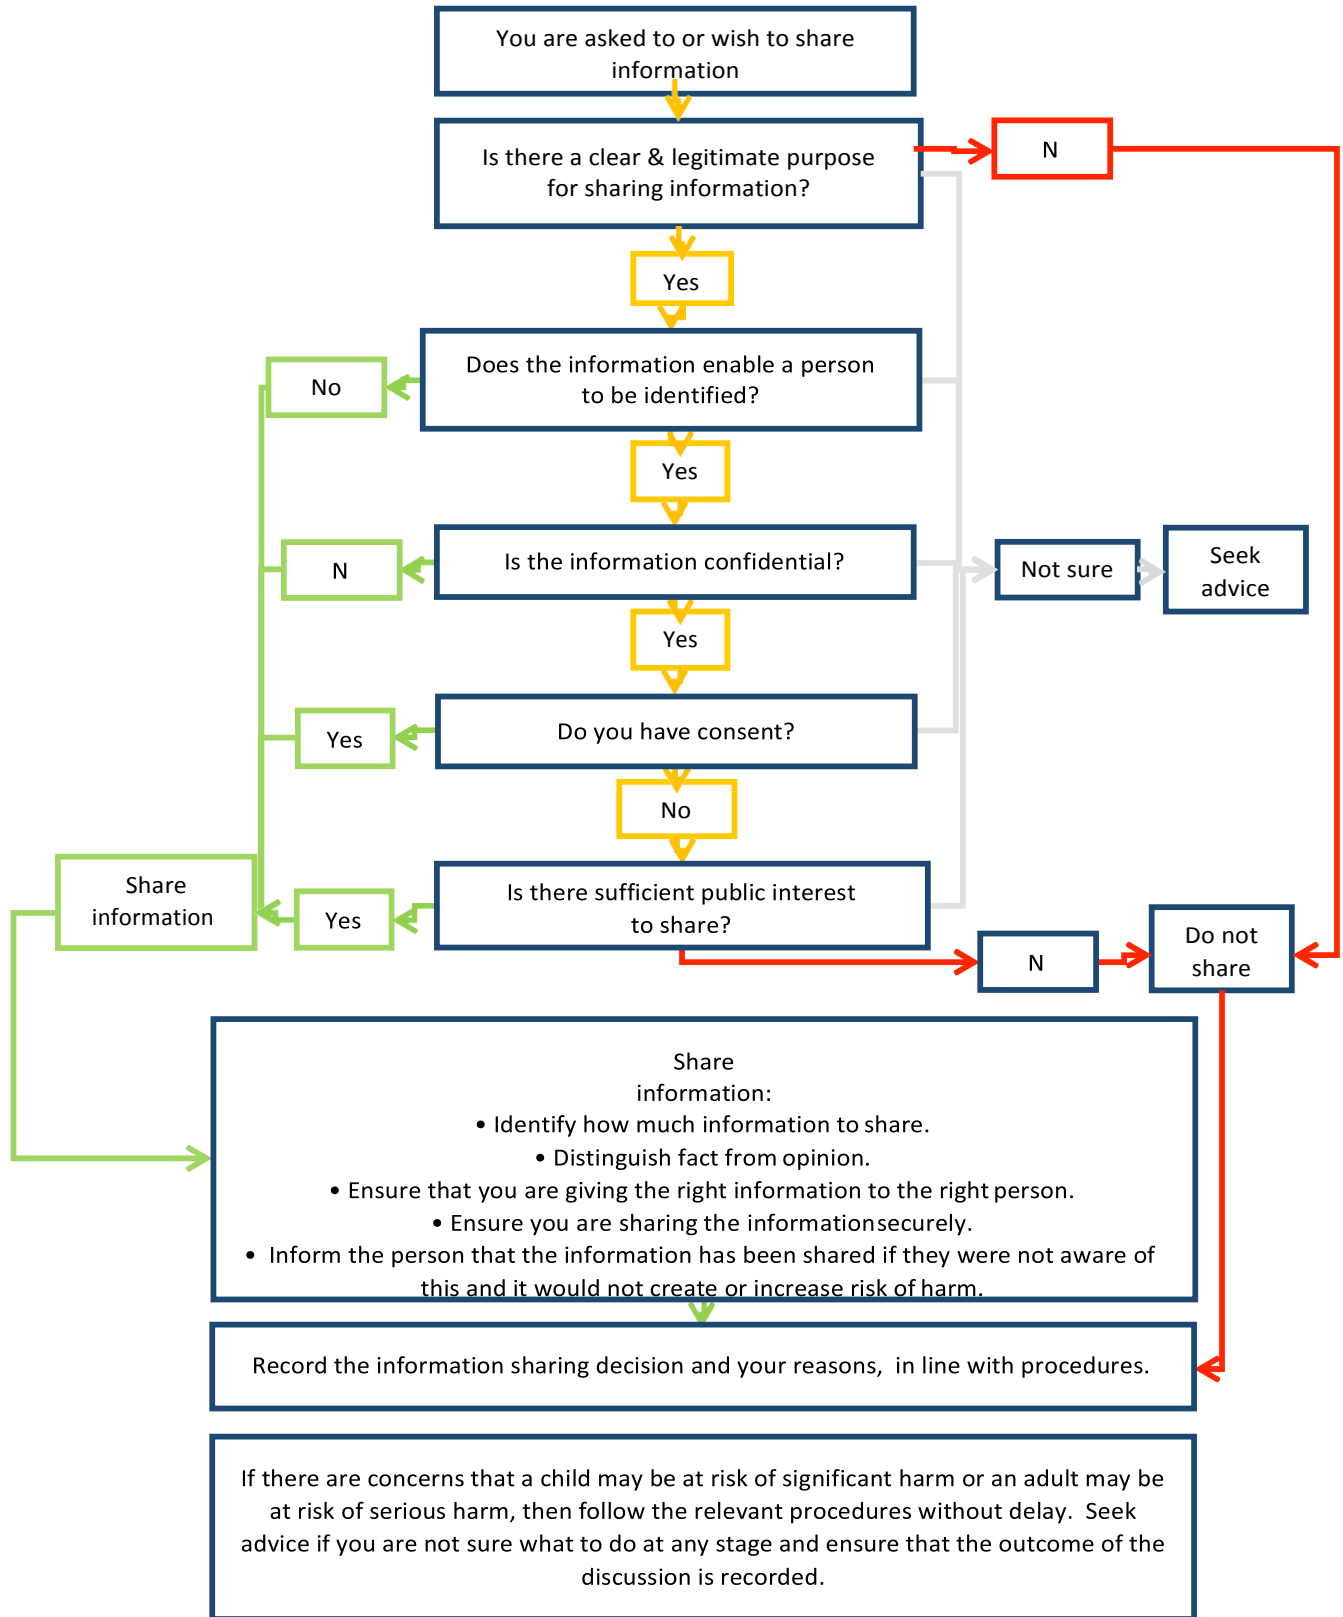 You are asked to or wish to share
information
Is there a clear & legitimate purpose
for sharing information?
N
Yes
Does the information enable a person
to be identified?
No
Yes
Is the information confidential?
N
Not sure
Seek
advice
Yes
Do you have consent?
Yes
No
Is there sufficient public interest
to share?
Share
information
Yes
N
Do not
share
Share
information:
• Identify how much information to share.
• Distinguish fact from opinion.
• Ensure that you are giving the right information to the right person.
• Ensure you are sharing the informationsecurely.
• Inform the person that the information has been shared if they were not aware of
this and it would not create or increase risk of harm.
Record the information sharing decision and your reasons, in line with procedures.
If there are concerns that a child may be at risk of significant harm or an adult may be
at risk of serious harm, then follow the relevant procedures without delay. Seek
advice if you are not sure what to do at any stage and ensure that the outcome of the
discussion is recorded.